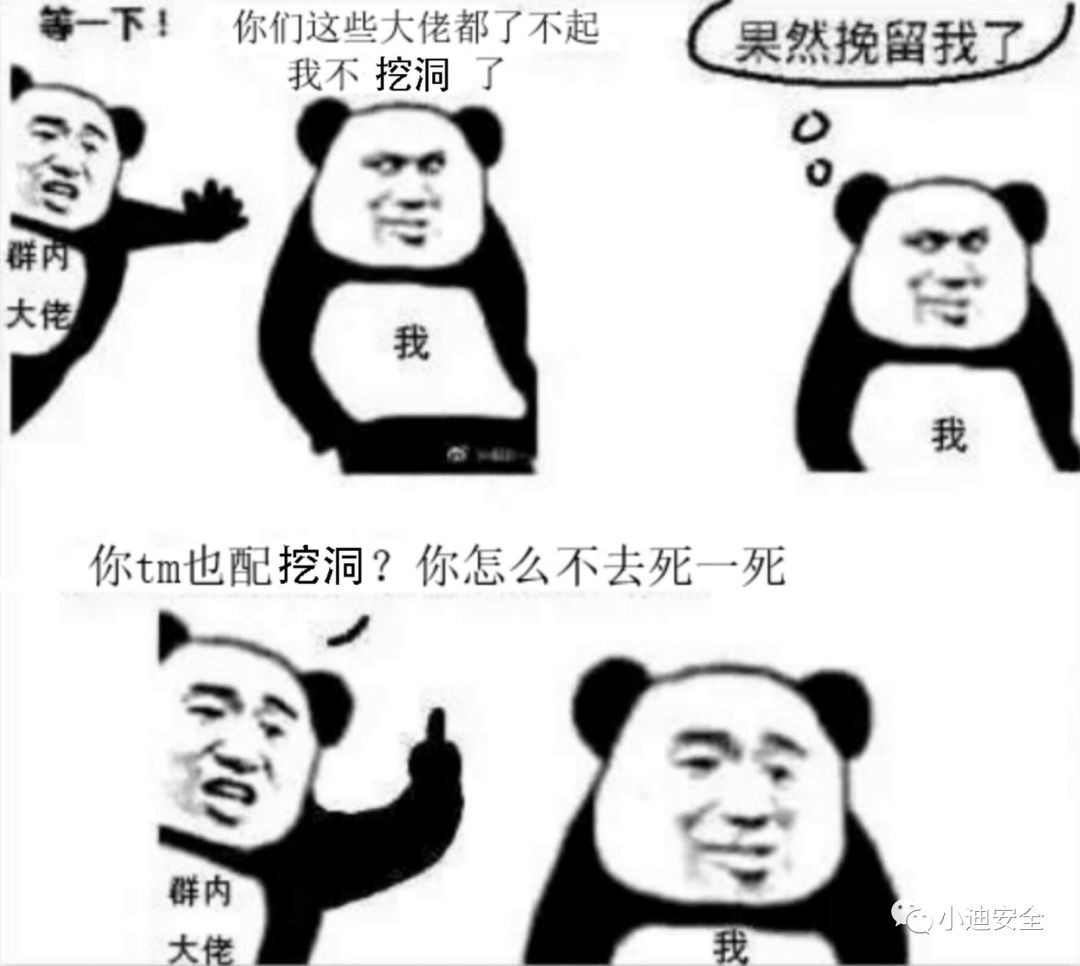 等一下！
你们这些大佬都了不起
我不 挖洞 了
果然挽留我了
群内
大佬
我
我
你tm也配挖洞？你怎么不去死一死
群内
大佬
我
小迪安全